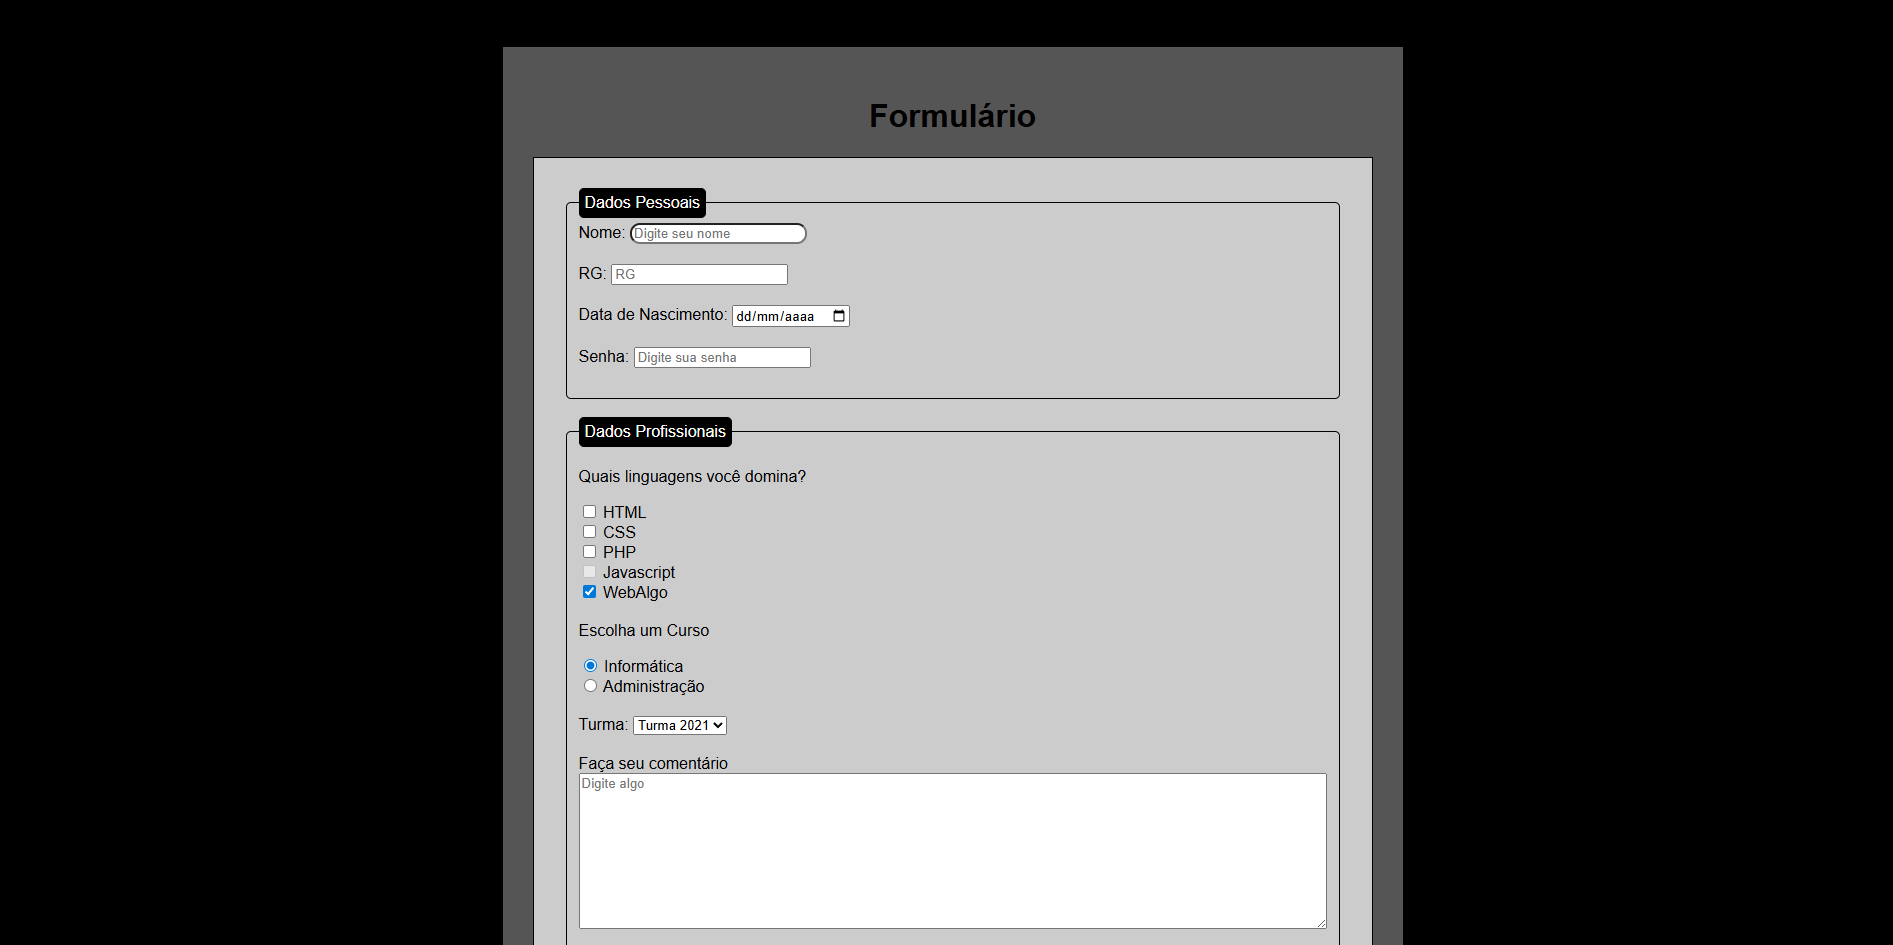 Formulário
Dados Pessoais
Nome: Digite seu nome
RG: RG
Data de Nascimento: dd/mm/aaaa
Senha: Digite sua senha
Dados Profissionais
Quais linguagens você domina?
HTML
CSS
PHP
Javascript
WebAlgo
Escolha um Curso
Informática
Administração
Turma: Turma 2021
Faça seu comentário
Digite algo